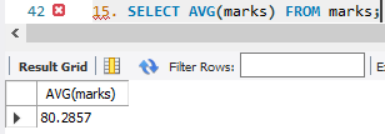 42 15. SELECT AVG(marks) FROM marks;
Result Grid Filter Rows:
AVG(marks)
80.2857